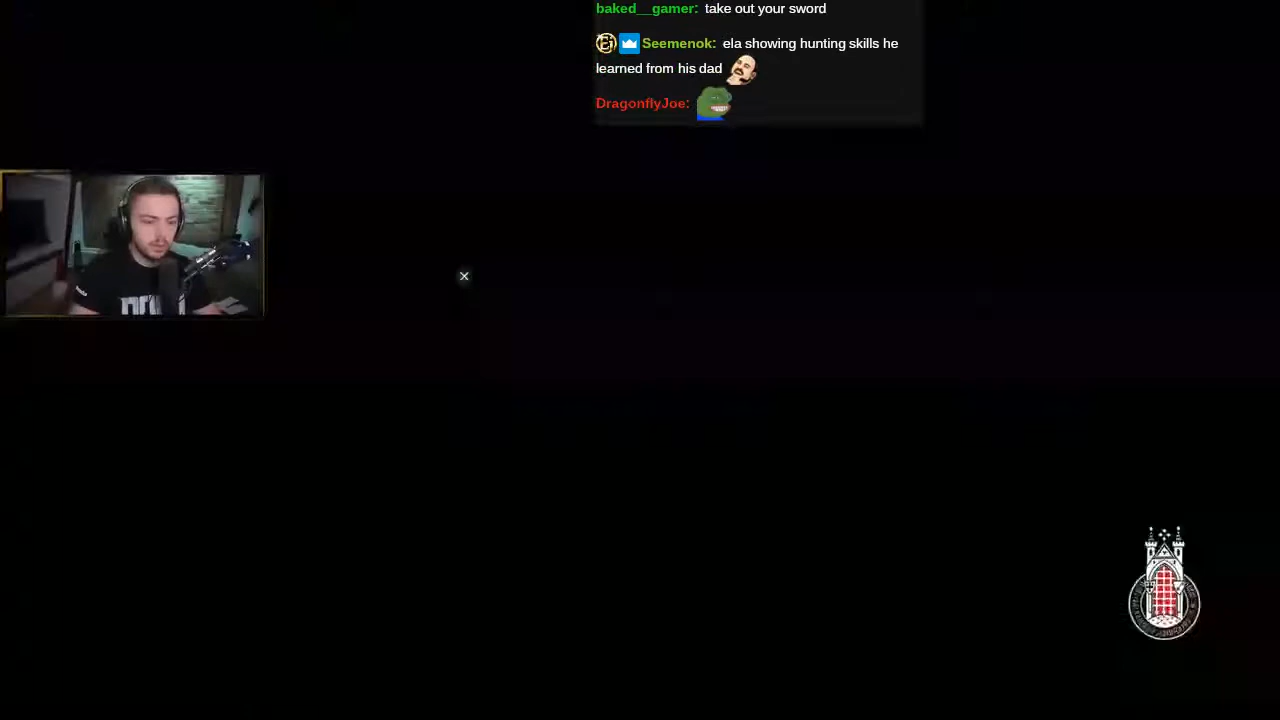 baked__gamer: take out your sword
Seemenok: ela showing hunting skills he
learned from his dad
DragonflyJoe: